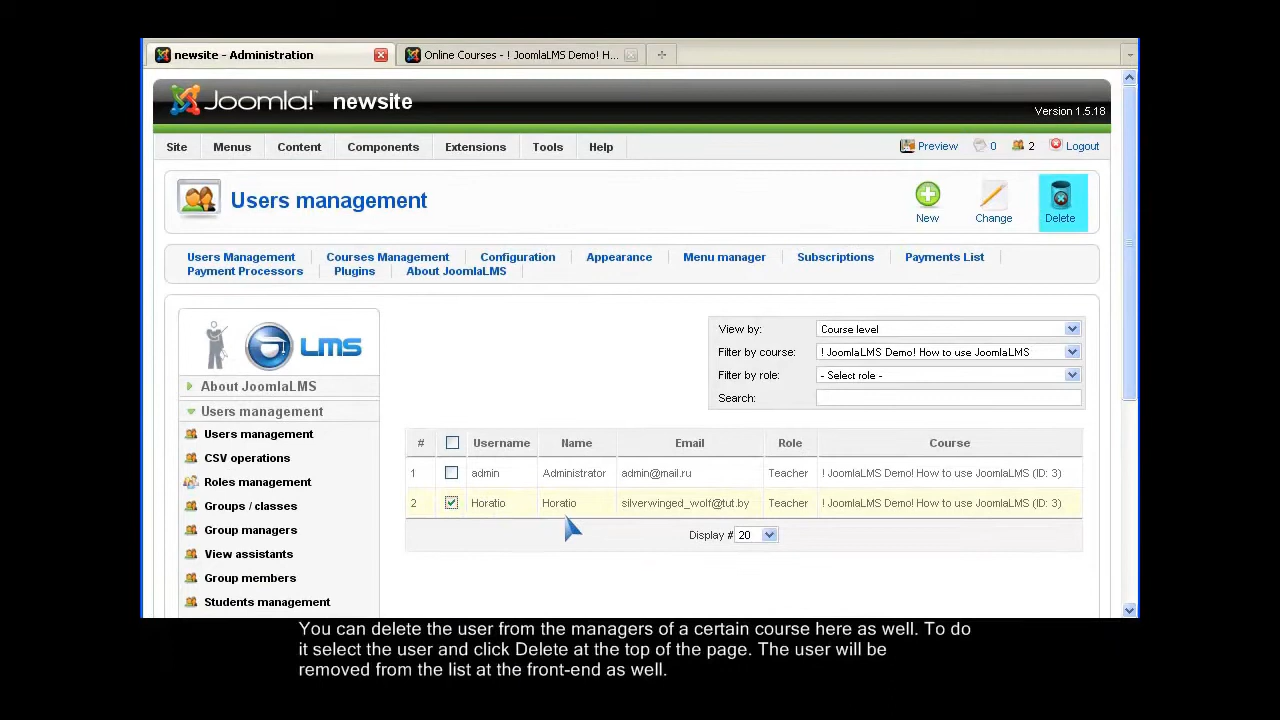 newsite - Administration
Online Courses - ! JoomlaLMS Demo! H...
Joomla! newsite
Version 1.5.18
Site Menus Content Components Extensions Tools Help Preview 0 2 Logout
Users management
New Change Delete
Users Management Courses Management Configuration Appearance Menu manager Subscriptions Payments List
Payment Processors Plugins About JoomlaLMS
LMS
About JoomlaLMS
Users management
Users management
CSV operations
Roles management
Groups / classes
Group managers
View assistants
Group members
Students management
View by: Course level
Filter by course: ! JoomlaLMS Demo! How to use JoomlaLMS
Filter by role: - Select role -
Search:
# Username Name Email Role Course
1 admin Administrator admin@mail.ru Teacher ! JoomlaLMS Demo! How to use JoomlaLMS (ID: 3)
2 Horatio Horatio silverwinged_wolf@tut.by Teacher ! JoomlaLMS Demo! How to use JoomlaLMS (ID: 3)
Display # 20
You can delete the user from the managers of a certain course here as well. To do
it select the user and click Delete at the top of the page. The user will be
removed from the list at the front-end as well.